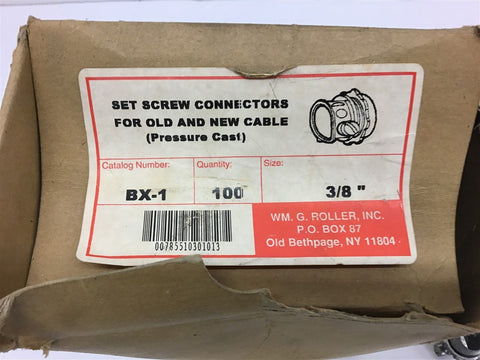 SET SCREW CONNECTORS
FOR OLD AND NEW CABLE
(Pressure Cast)
Catalog Number: Quantity: Size:
BX-1 100 3/8 "
WM. G. ROLLER, INC.
P.O. BOX 87
Old Bethpage, NY 11804
00785510301013